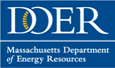 DOER
Massachusetts Department
of Energy Resources